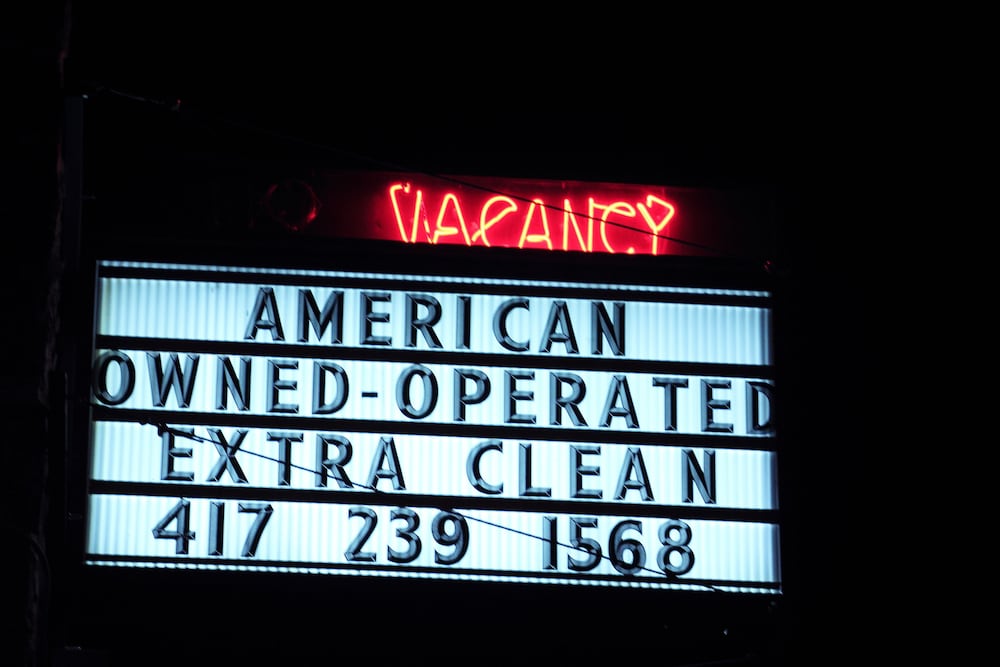 VACANCY
AMERICAN
OWNED-OPERATED
EXTRA CLEAN
417 239 1568